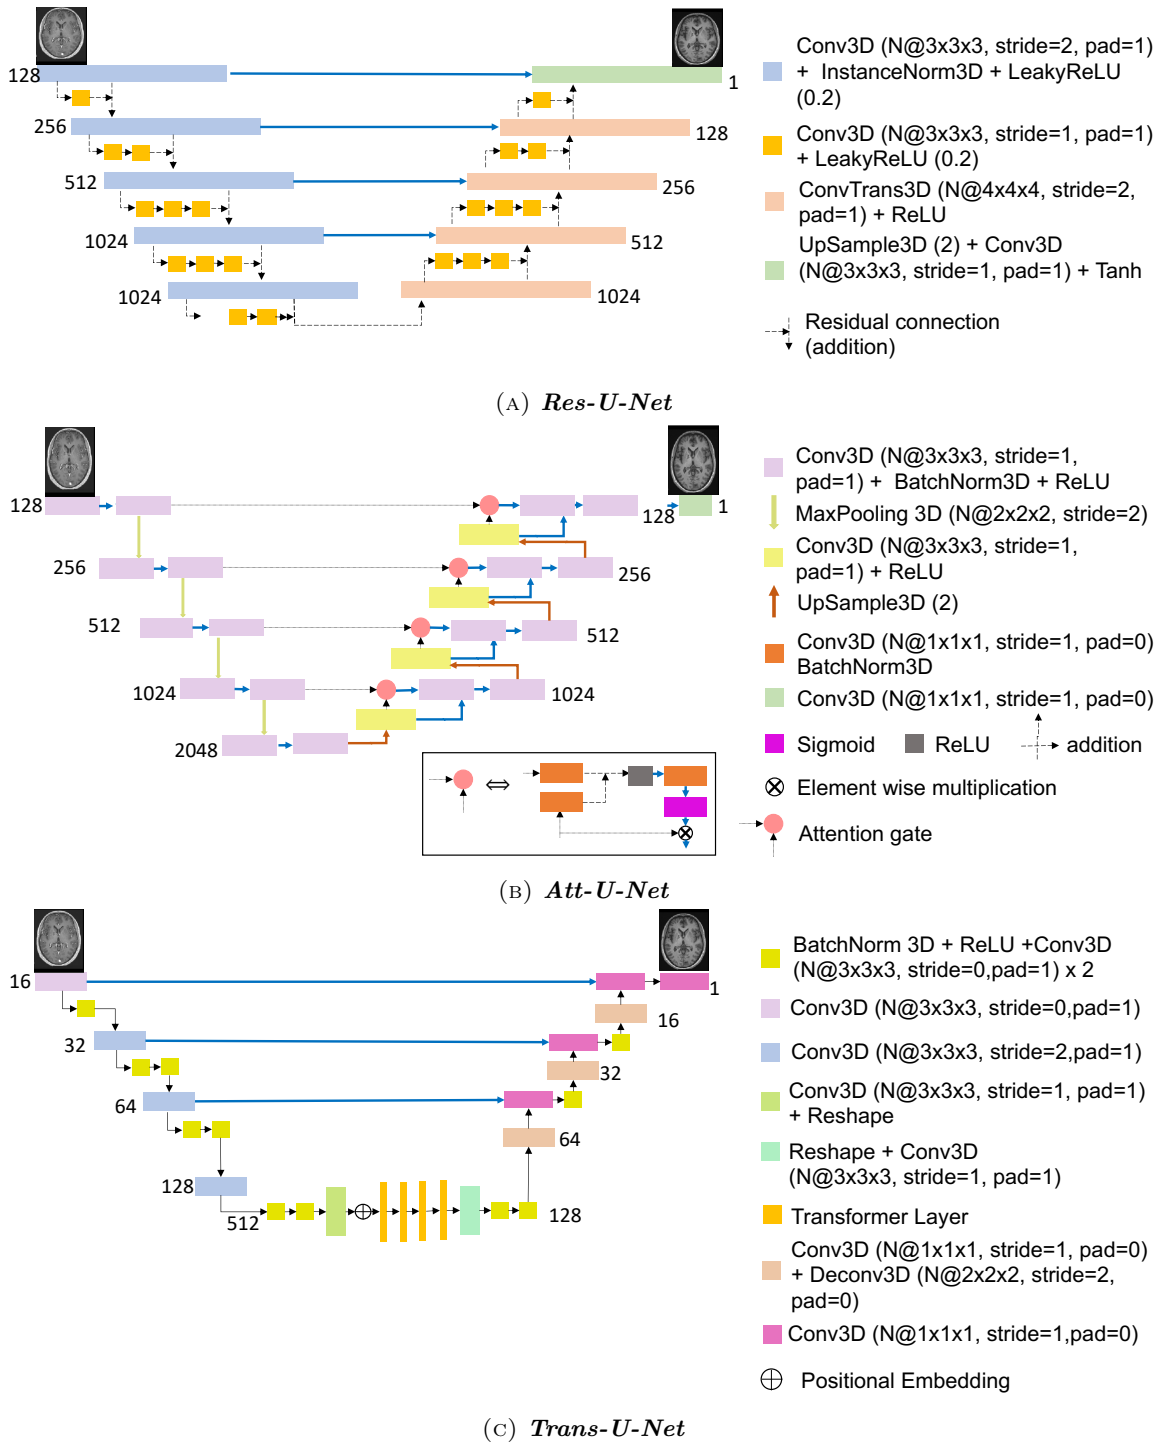 128
1
256
128
512
256
1024
512
1024
1024
Conv3D (N@3x3x3, stride=2, pad=1)
+ InstanceNorm3D + LeakyReLU
(0.2)
Conv3D (N@3x3x3, stride=1, pad=1)
+ LeakyReLU (0.2)
ConvTrans3D (N@4x4x4, stride=2,
pad=1) + ReLU
UpSample3D (2) + Conv3D
(N@3x3x3, stride=1, pad=1) + Tanh
Residual connection
(addition)
(A) Res-U-Net
128
128
1
256
256
512
512
1024
1024
2048
Conv3D (N@3x3x3, stride=1,
pad=1) + BatchNorm3D + ReLU
MaxPooling 3D (N@2x2x2, stride=2)
Conv3D (N@3x3x3, stride=1,
pad=1) + ReLU
UpSample3D (2)
Conv3D (N@1x1x1, stride=1, pad=0)
BatchNorm3D
Conv3D (N@1x1x1, stride=1, pad=0)
Sigmoid ReLU addition
Element wise multiplication
Attention gate
(B) Att-U-Net
16
1
16
32
32
64
64
128
512
128
BatchNorm 3D + ReLU +Conv3D
(N@3x3x3, stride=0,pad=1) x 2
Conv3D (N@3x3x3, stride=0,pad=1)
Conv3D (N@3x3x3, stride=2,pad=1)
Conv3D (N@3x3x3, stride=1, pad=1)
+ Reshape
Reshape + Conv3D
(N@3x3x3, stride=1, pad=1)
Transformer Layer
Conv3D (N@1x1x1, stride=1, pad=0)
+ Deconv3D (N@2x2x2, stride=2,
pad=0)
Conv3D (N@1x1x1, stride=1,pad=0)
Positional Embedding
(C) Trans-U-Net